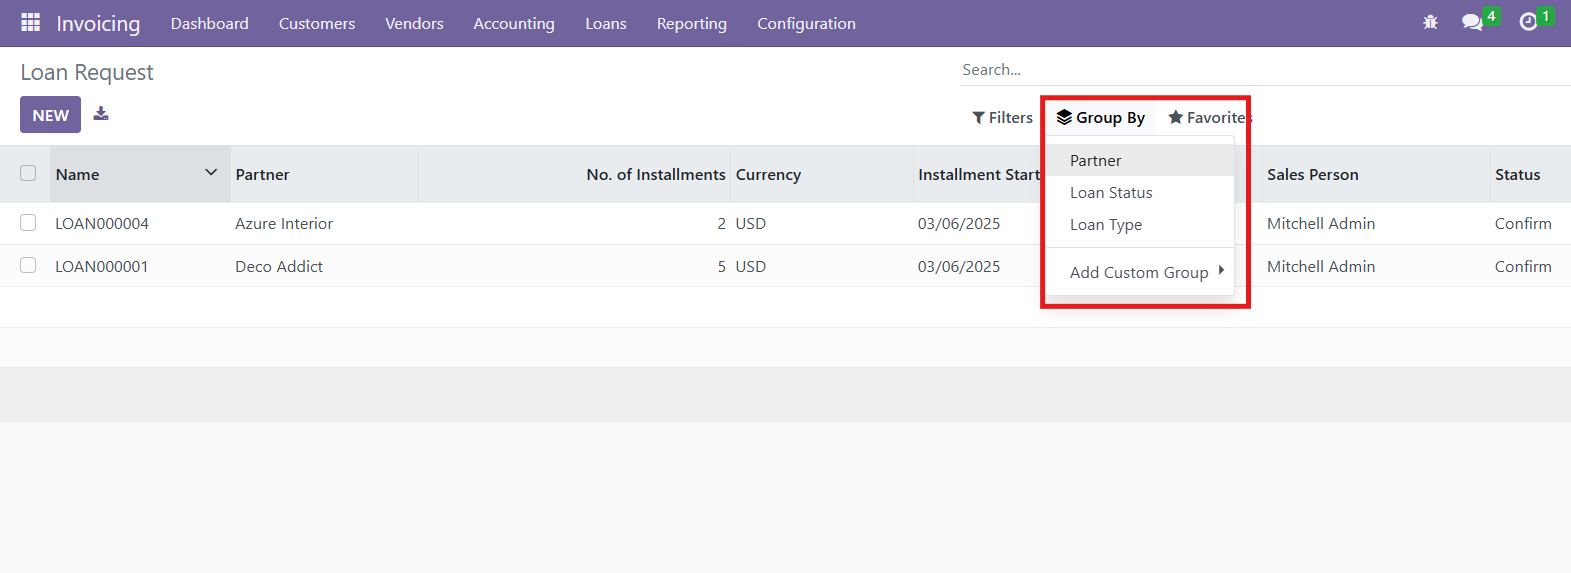 Invoicing Dashboard Customers Vendors Accounting Loans Reporting Configuration 4 1
Loan Request
Search...
NEW
Filters Group By Favorites
Partner
Loan Status
Loan Type
Add Custom Group
Name Partner No. of Installments Currency Installment Start Sales Person Status
LOAN000004 Azure Interior 2 USD 03/06/2025 Mitchell Admin Confirm
LOAN000001 Deco Addict 5 USD 03/06/2025 Mitchell Admin Confirm